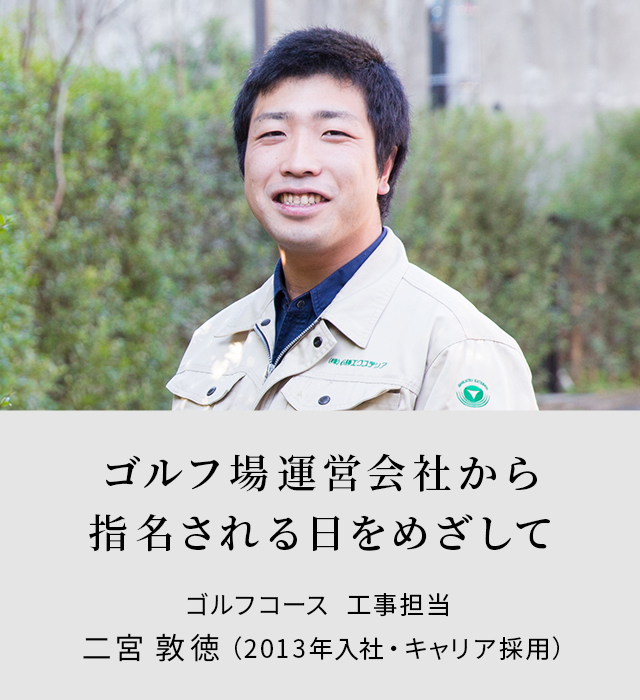 ゴルフ場運営会社から
指名される日をめざして
ゴルフコース 工事担当
二宮 敦徳（2013年入社・キャリア採用）